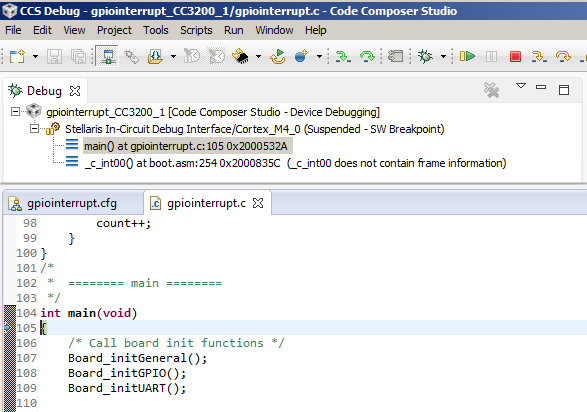 CCS Debug - gpiointerrupt_CC3200_1/gpiointerrupt.c - Code Composer Studio
File Edit View Project Tools Scripts Run Window Help
Debug
gpiointerrupt_CC3200_1 [Code Composer Studio - Device Debugging]
Stellaris In-Circuit Debug Interface/Cortex_M4_0 (Suspended - SW Breakpoint)
main() at gpiointerrupt.c:105 0x2000532A
_c_int00() at boot.asm:254 0x2000835C (_c_int00 does not contain frame information)
gpiointerrupt.cfg gpiointerrupt.c
98 count++;
99 }
100 }
101 /*
102 * ======== main ========
103 */
104 int main(void)
105 {
106 /* Call board init functions */
107 Board_initGeneral();
108 Board_initGPIO();
109 Board_initUART();
110